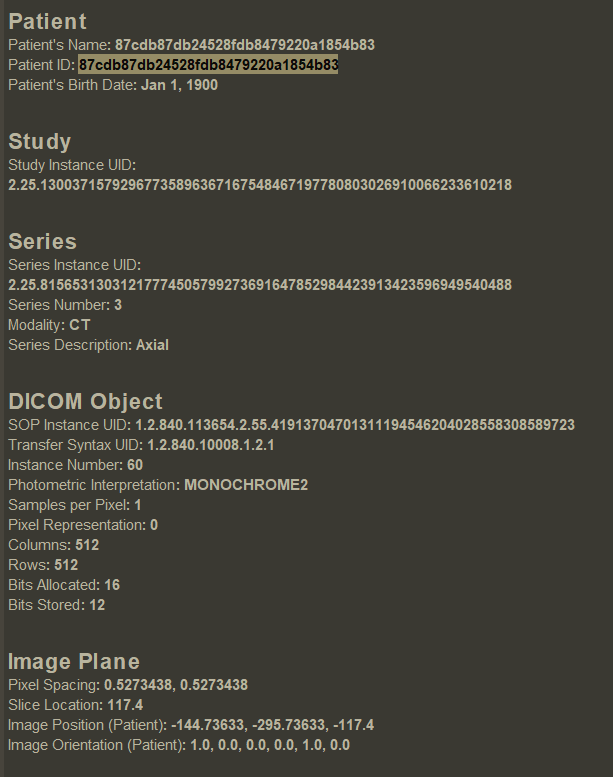 Patient
Patient's Name: 87cdb87db24528fdb8479220a1854b83
Patient ID: 87cdb87db24528fdb8479220a1854b83
Patient's Birth Date: Jan 1, 1900
Study
Study Instance UID:
2.25.130037157929677358963671675484671977808030269100662336​10218
Series
Series Instance UID:
2.25.81565313031217774505799273691647852984423913423596949540488
Series Number: 3
Modality: CT
Series Description: Axial
DICOM Object
SOP Instance UID: 1.2.840.113654.2.55.41913704701311194546204028558308589723
Transfer Syntax UID: 1.2.840.10008.1.2.1
Instance Number: 60
Photometric Interpretation: MONOCHROME2
Samples per Pixel: 1
Pixel Representation: 0
Columns: 512
Rows: 512
Bits Allocated: 16
Bits Stored: 12
Image Plane
Pixel Spacing: 0.5273438, 0.5273438
Slice Location: 117.4
Image Position (Patient): -144.73633, -295.73633, -117.4
Image Orientation (Patient): 1.0, 0.0, 0.0, 0.0, 1.0, 0.0